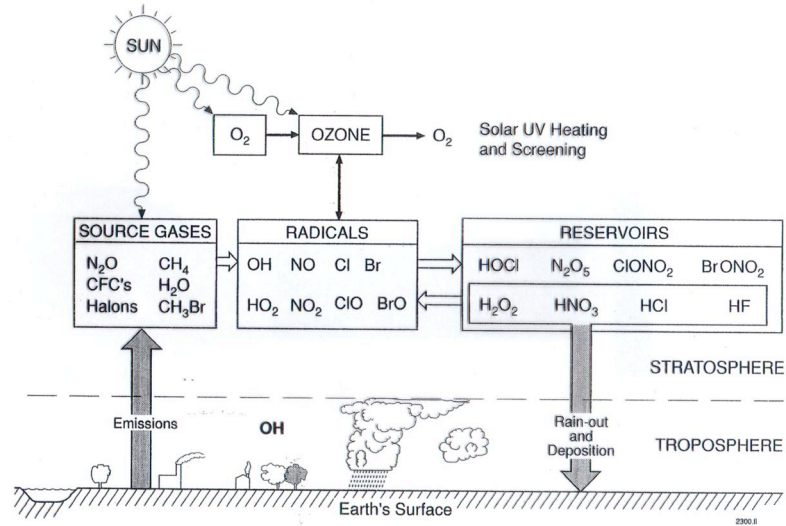 SUN
O₂
OZONE
O₂
Solar UV Heating
and Screening
SOURCE GASES
N₂O CH₄
CFC's H₂O
Halons CH₃Br
RADICALS
OH NO Cl Br
HO₂ NO₂ ClO BrO
RESERVOIRS
HOCl N₂O₅ ClONO₂ BrONO₂
H₂O₂ HNO₃ HCl HF
STRATOSPHERE
Emissions
OH
Rain-out
and
Deposition
TROPOSPHERE
Earth's Surface
2300.II